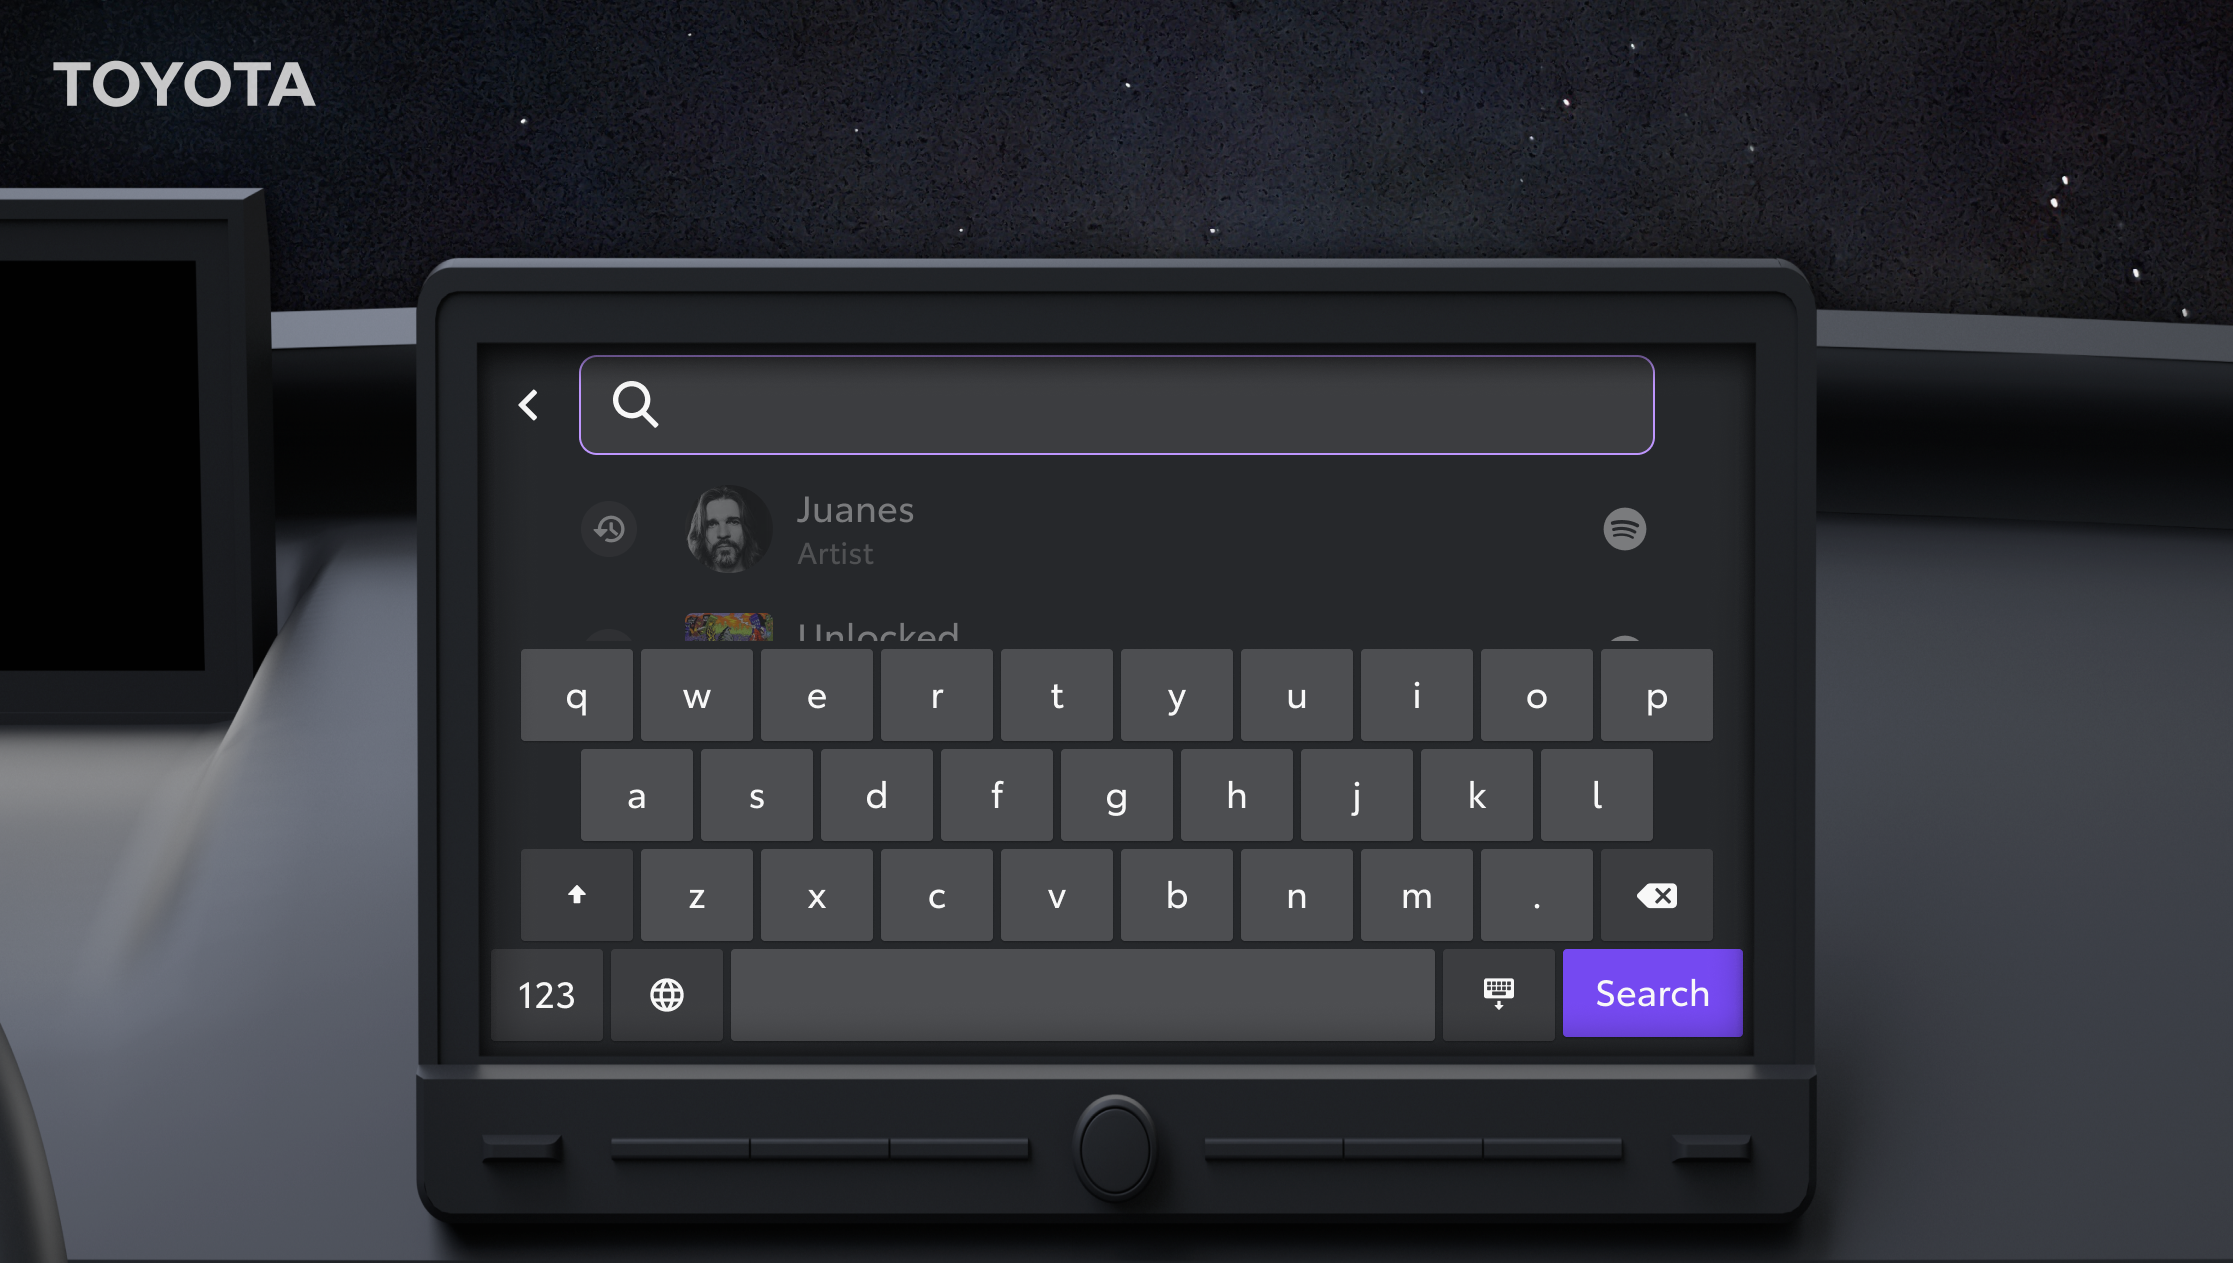 TOYOTA
Juanes
Artist
Unlocked
q w e r t y u i o p
a s d f g h j k l
z x c v b n m .
123
Search